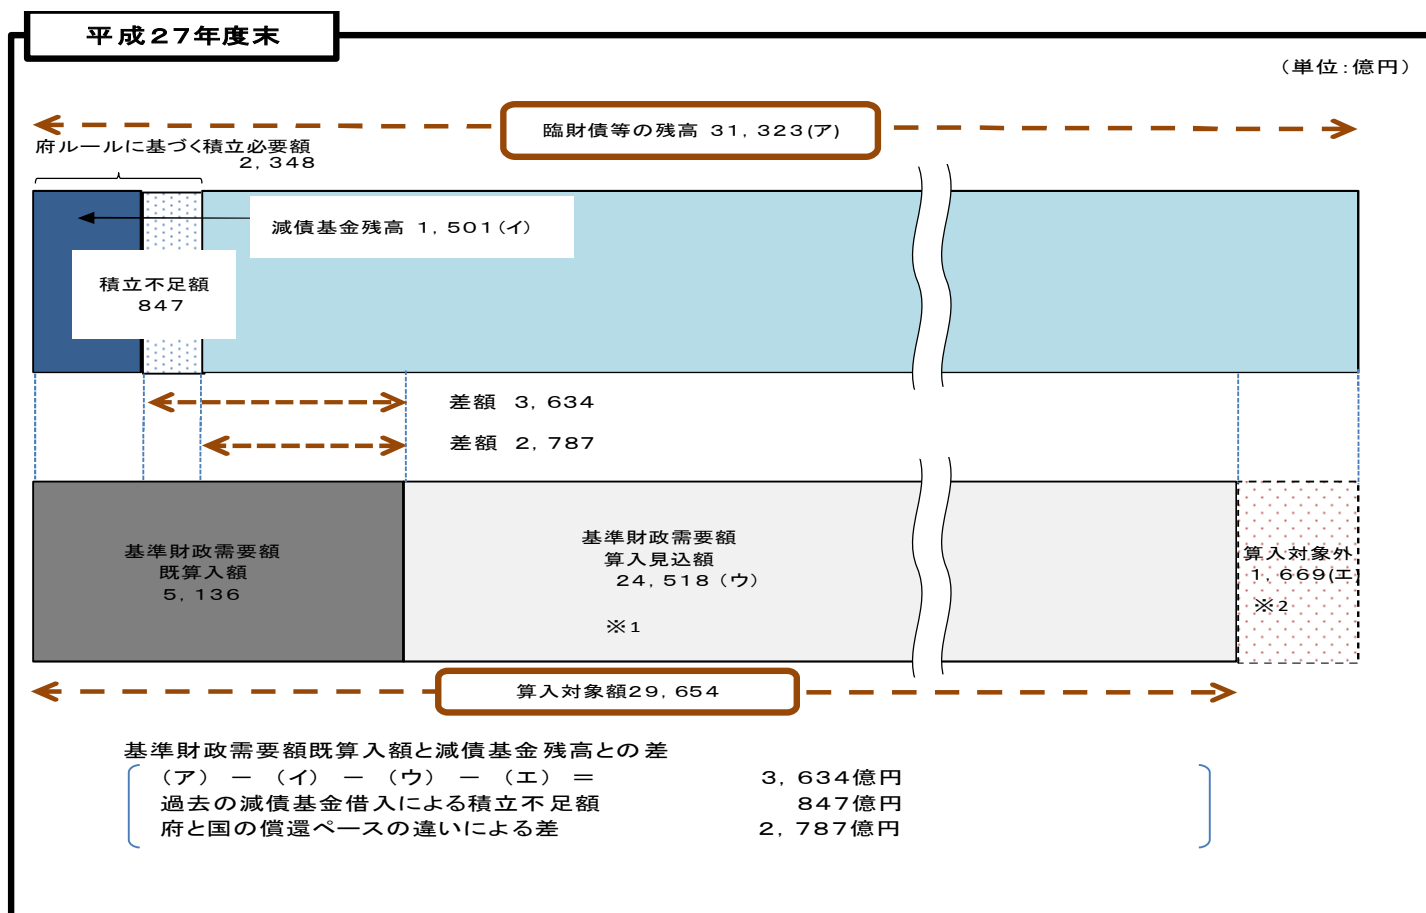 平成27年度末
（単位:億円）
臨財債等の残高 31,323(ア)
府ルールに基づく積立必要額
2,348
減債基金残高 1,501(イ)
積立不足額
847
差額 3,634
差額 2,787
基準財政需要額
既算入額
5,136
基準財政需要額
算入見込額
24,518（ウ）
※1
算入対象外
1,669(エ)
※2
算入対象額29,654
基準財政需要額既算入額と減債基金残高との差
（ア） － （イ） － （ウ） － （エ） ＝ 3,634億円
過去の減債基金借入による積立不足額 847億円
府と国の償還ペースの違いによる差 2,787億円